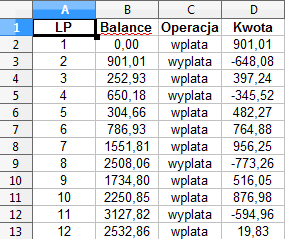 A B C D
1 LP Balance Operacja Kwota
2 1 0,00 wplata 901,01
3 2 901,01 wyplata -648,08
4 3 252,93 wplata 397,24
5 4 650,18 wyplata -345,52
6 5 304,66 wplata 482,27
7 6 786,93 wplata 764,88
8 7 1551,81 wplata 956,25
9 8 2508,06 wyplata -773,26
10 9 1734,80 wplata 516,05
11 10 2250,85 wplata 876,98
12 11 3127,82 wyplata -594,96
13 12 2532,86 wplata 19,83